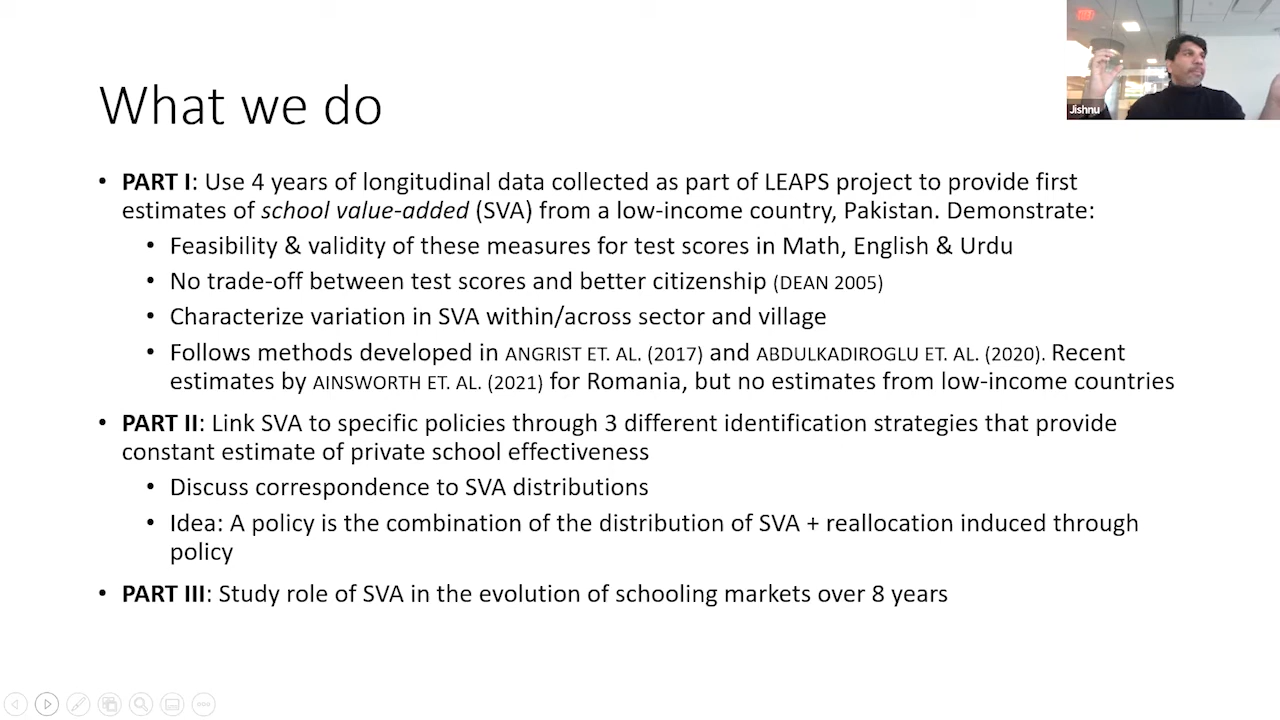 Jishnu
What we do
• PART I: Use 4 years of longitudinal data collected as part of LEAPS project to provide first
estimates of school value-added (SVA) from a low-income country, Pakistan. Demonstrate:
• Feasibility & validity of these measures for test scores in Math, English & Urdu
• No trade-off between test scores and better citizenship (DEAN 2005)
• Characterize variation in SVA within/across sector and village
• Follows methods developed in ANGRIST ET. AL. (2017) and ABDULKADIROGLU ET. AL. (2020). Recent
estimates by AINSWORTH ET. AL. (2021) for Romania, but no estimates from low-income countries
• PART II: Link SVA to specific policies through 3 different identification strategies that provide
constant estimate of private school effectiveness
• Discuss correspondence to SVA distributions
• Idea: A policy is the combination of the distribution of SVA + reallocation induced through
policy
• PART III: Study role of SVA in the evolution of schooling markets over 8 years